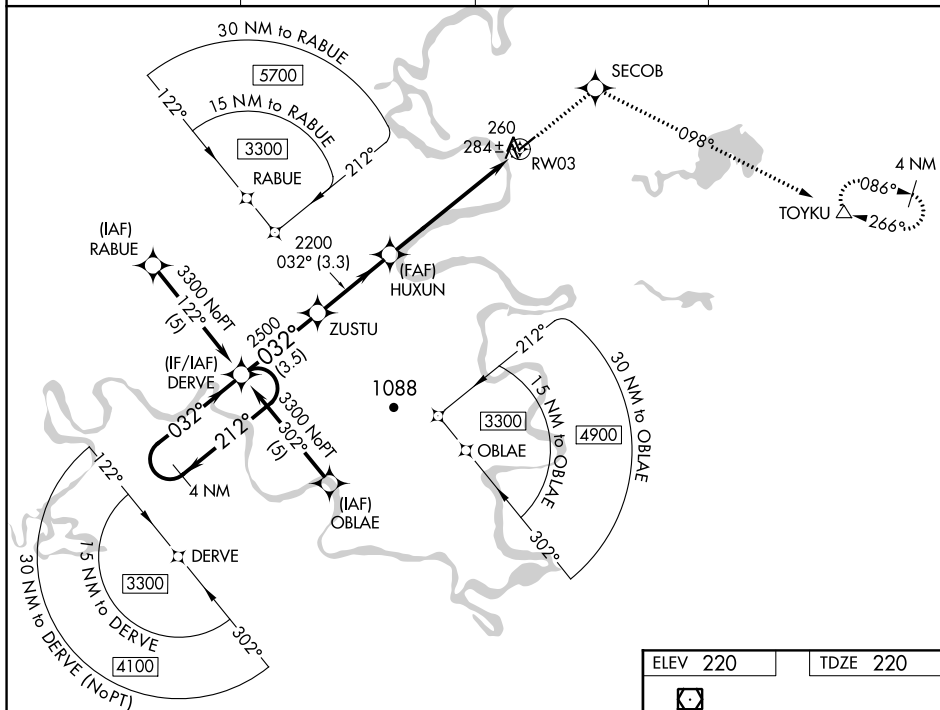 30 NM to RABUE
5700
15 NM to RABUE
3300
122°
212°
RABUE
SECOB
260
284±
RW03
098°
4 NM
086°
266°
TOYKU
(IAF)
RABUE
3300 NoPT
122°
(5)
2200
032° (3.3)
(FAF)
HUXUN
ZUSTU
2500
032°
(3.5)
(IF/IAF)
DERVE
032°
212°
4 NM
3300 NoPT
302°
(5)
(IAF)
OBLAE
1088
212°
30 NM to OBLAE
15 NM to OBLAE
3300
4900
OBLAE
302°
122°
DERVE
15 NM to DERVE
3300
302°
30 NM to DERVE (NoPT)
4100
ELEV 220
TDZE 220